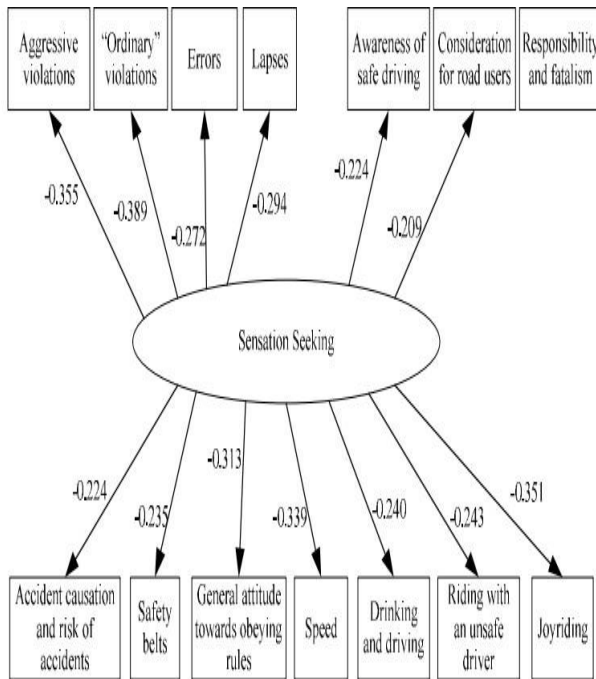 Aggressive
violations
“Ordinary”
violations
Errors
Lapses
Awareness of
safe driving
Consideration
for road users
Responsibility
and fatalism
-0.355
-0.389
-0.272
-0.294
-0.224
-0.209
Sensation Seeking
-0.224
-0.235
-0.313
-0.339
-0.240
-0.243
-0.351
Accident causation
and risk of
accidents
Safety
belts
General attitude
towards obeying
rules
Speed
Drinking
and driving
Riding with
an unsafe
driver
Joyriding